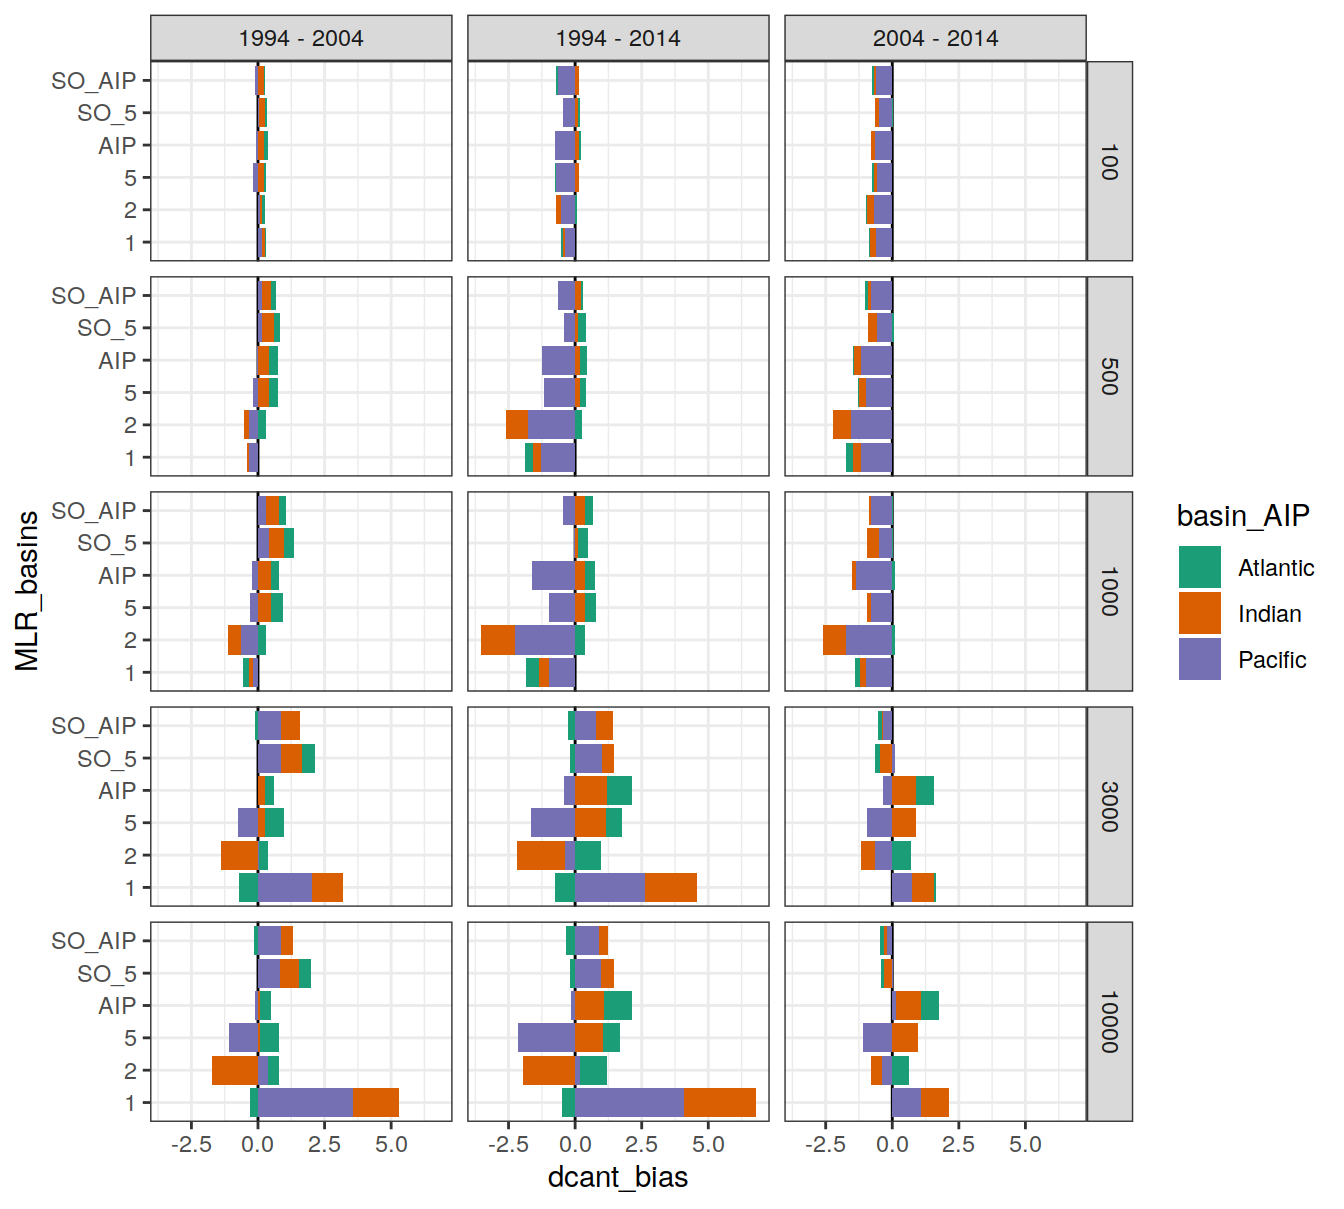 1994 - 2004
1994 - 2014
2004 - 2014
SO_AIP
SO_5
AIP
5
2
1
100
SO_AIP
SO_5
AIP
5
2
1
500
SO_AIP
SO_5
AIP
5
2
1
1000
SO_AIP
SO_5
AIP
5
2
1
3000
SO_AIP
SO_5
AIP
5
2
1
10000
-2.5 0.0 2.5 5.0
-2.5 0.0 2.5 5.0
-2.5 0.0 2.5 5.0
dcant_bias
MLR_basins
basin_AIP
Atlantic
Indian
Pacific